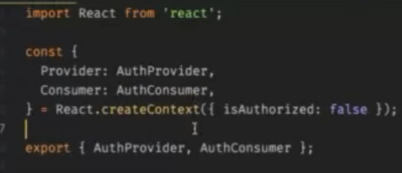 import React from 'react';
const {
Provider: AuthProvider,
Consumer: AuthConsumer,
} = React.createContext({ isAuthorized: false });
7
export { AuthProvider, AuthConsumer };